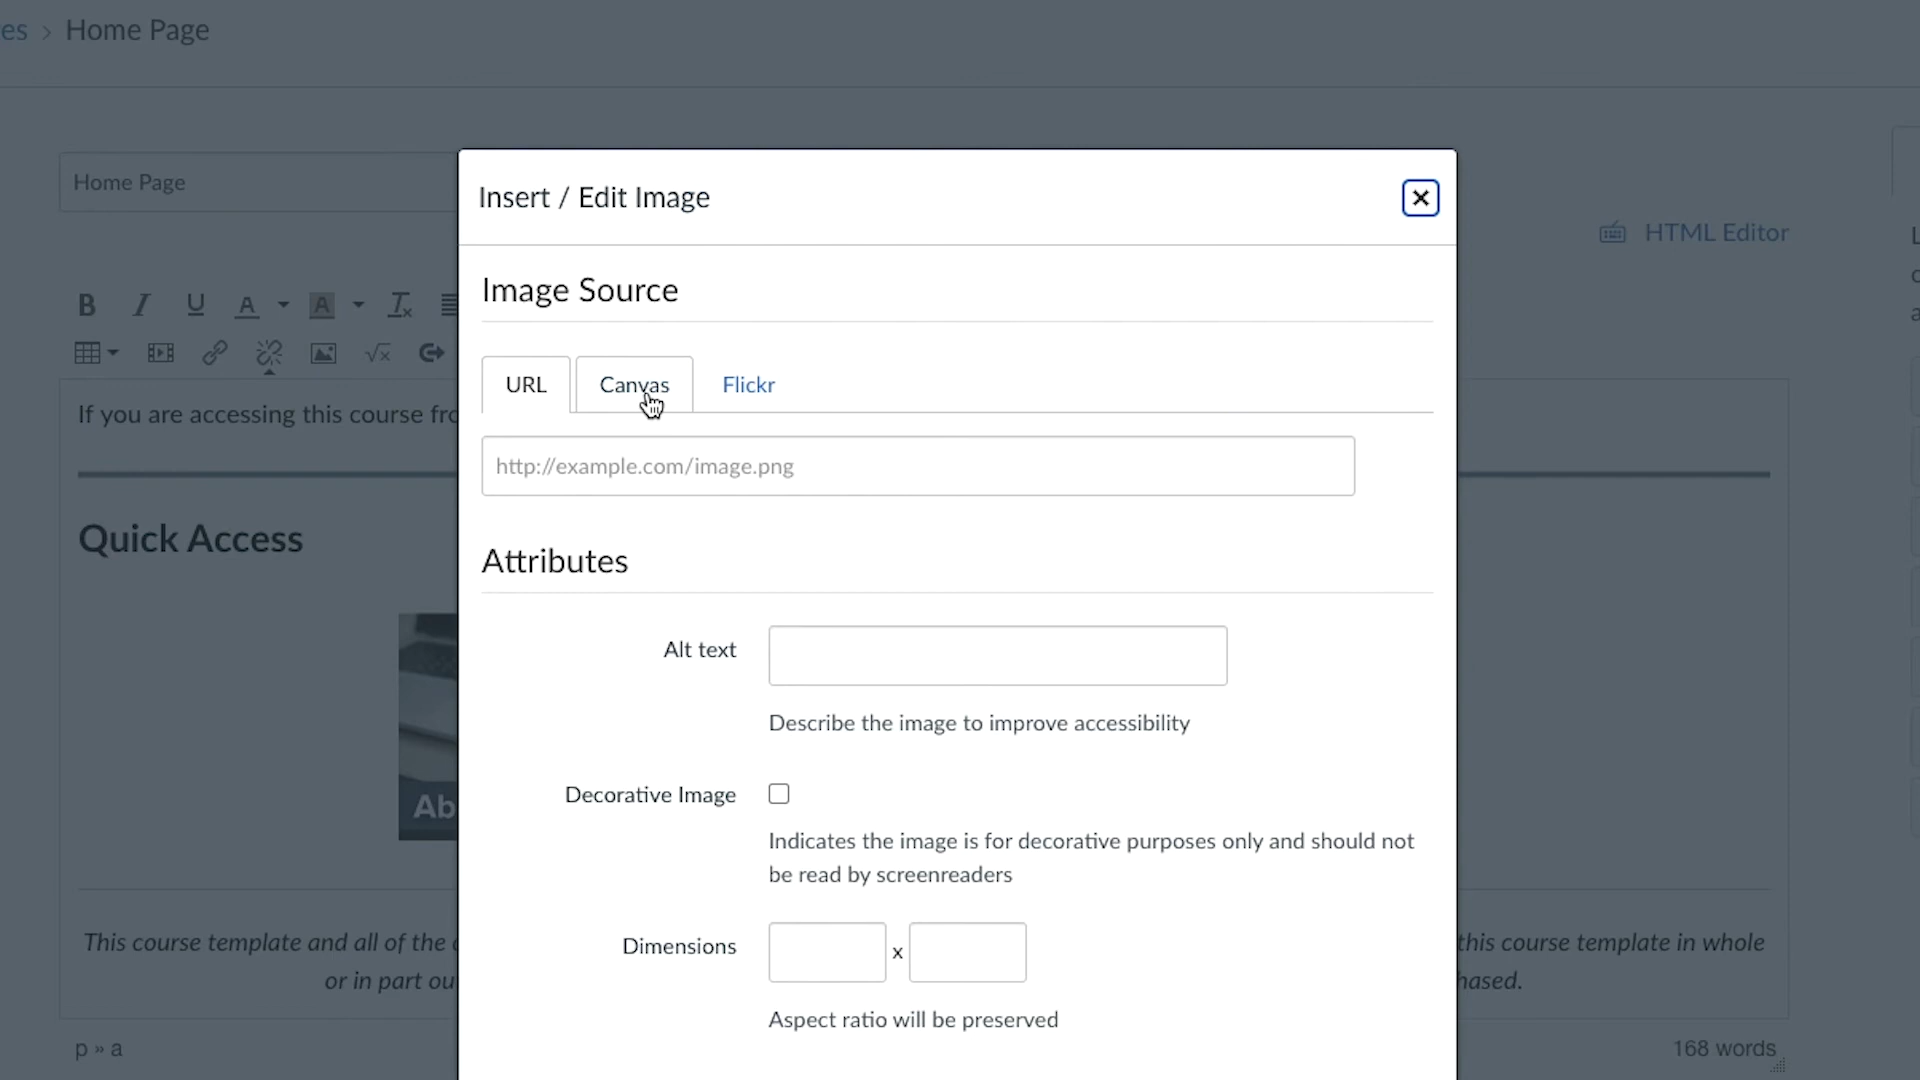 es › Home Page
Home Page
Insert / Edit Image
HTML Editor
Image Source
URL
Canvas
Flickr
If you are accessing this course fro
http://example.com/image.png
Quick Access
Attributes
Alt text
Describe the image to improve accessibility
Ab
Decorative Image
Indicates the image is for decorative purposes only and should not
be read by screenreaders
This course template and all of the
this course template in whole
or in part ou
hased.
Dimensions
x
Aspect ratio will be preserved
p » a
168 words